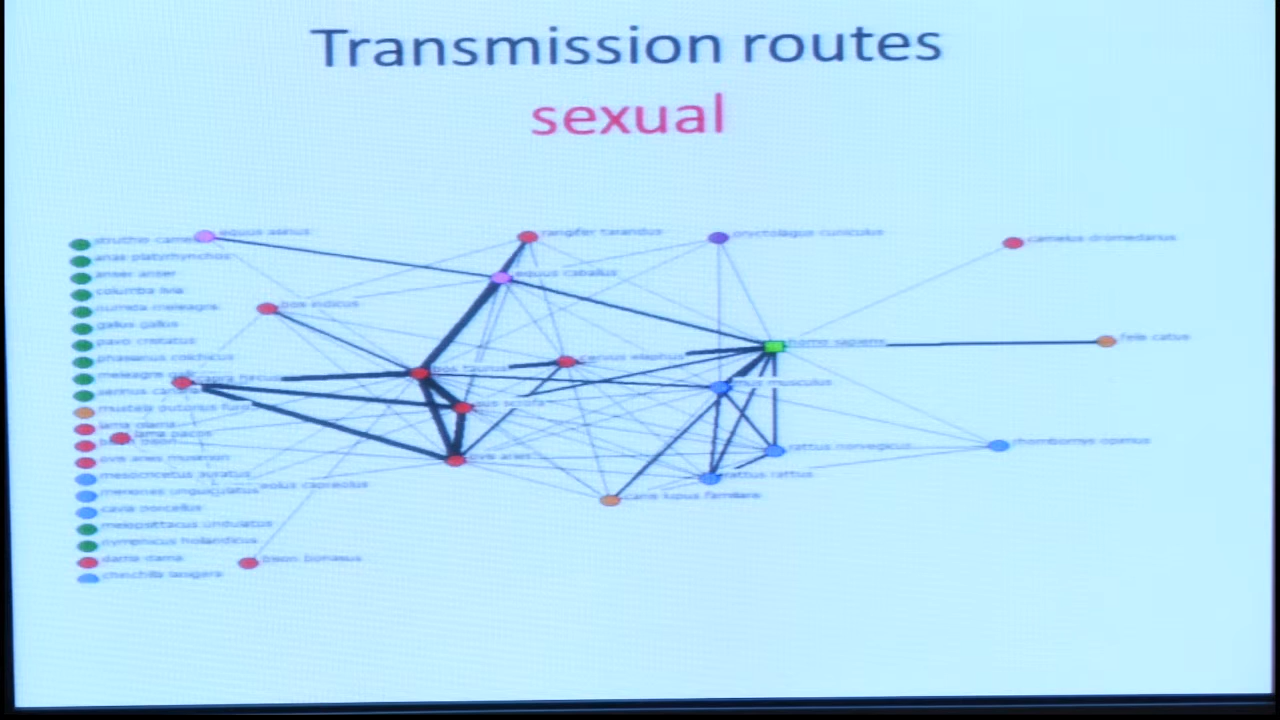 Transmission routes
sexual
equus asinus
rangifer tarandus
oryctolagus cuniculus
camelus dromedarius
struthio
anas platyrhynchos
anser anser
columba livia
numida meleagris
gallus gallus
pavo cristatus
phasianus colchicus
meleagris
mustela putorius
lama glama
lama pacos
ovis aries musimon
mesocricetus auratus
meriones unguiculatus
cavia porcellus
melopsittacus undulatus
nymphicus hollandicus
dama dama
chinchilla lanigera
equus caballus
bos indicus
homo sapiens
felis catus
bos taurus
cervus elaphus
capra hircus
mus musculus
sus scrofa
rattus norvegicus
rhombomys opimus
ovis aries
rattus rattus
canis lupus familiaris
bison bonasus